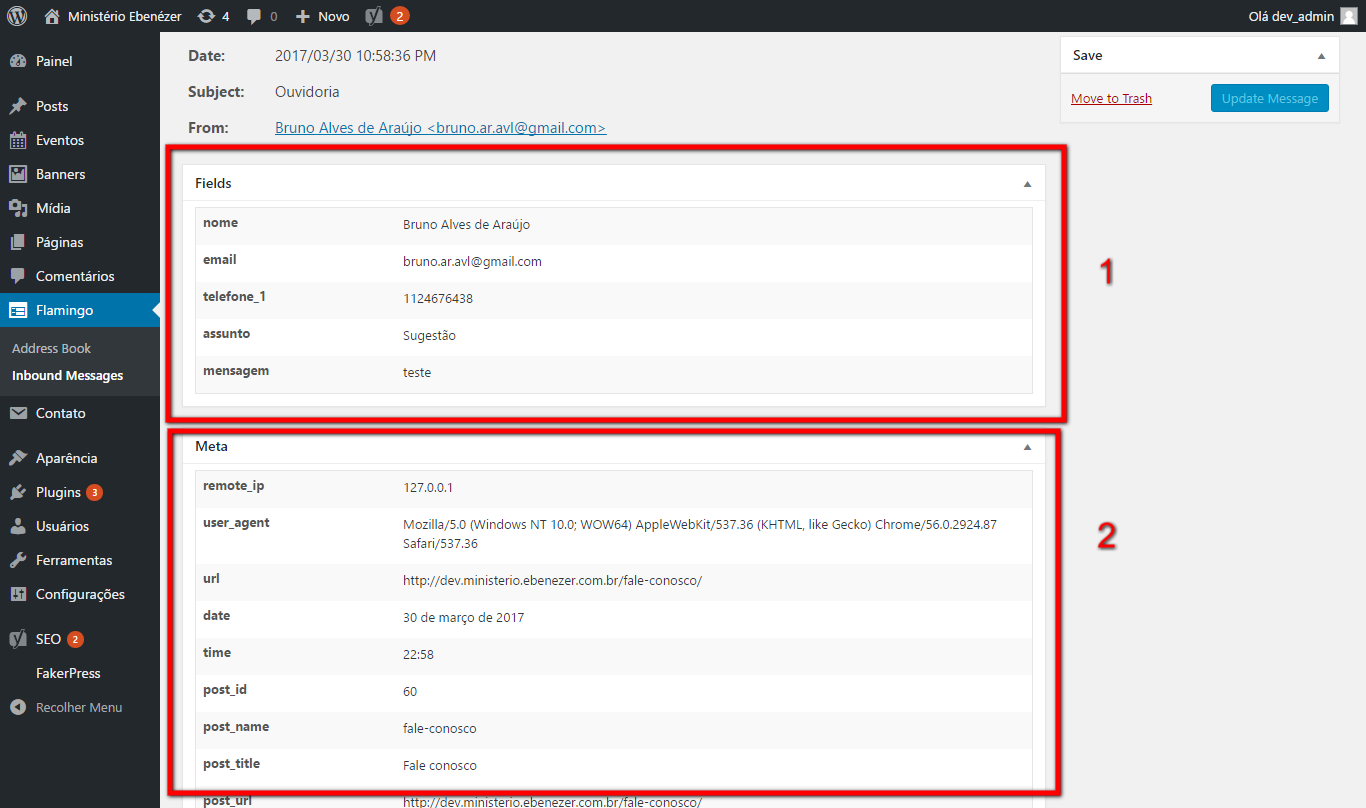 Ministério Ebenézer 4 0 Novo 2 Olá dev_admin
Painel
Posts
Eventos
Banners
Mídia
Páginas
Comentários
Flamingo
Address Book
Inbound Messages
Contato
Aparência
Plugins 3
Usuários
Ferramentas
Configurações
SEO 2
FakerPress
Recolher Menu
Date: 2017/03/30 10:58:36 PM
Subject: Ouvidoria
From: Bruno Alves de Araújo <bruno.ar.avl@gmail.com>
Save
Move to Trash Update Message
Fields
nome Bruno Alves de Araújo
email bruno.ar.avl@gmail.com
telefone_1 1124676438
assunto Sugestão
mensagem teste
1
Meta
remote_ip 127.0.0.1
user_agent Mozilla/5.0 (Windows NT 10.0; WOW64) AppleWebKit/537.36 (KHTML, like Gecko) Chrome/56.0.2924.87
Safari/537.36
url http://dev.ministerio.ebenezer.com.br/fale-conosco/
date 30 de março de 2017
time 22:58
post_id 60
post_name fale-conosco
post_title Fale conosco
post_url http://dev.ministerio.ebenezer.com.br/fale-conosco/
2